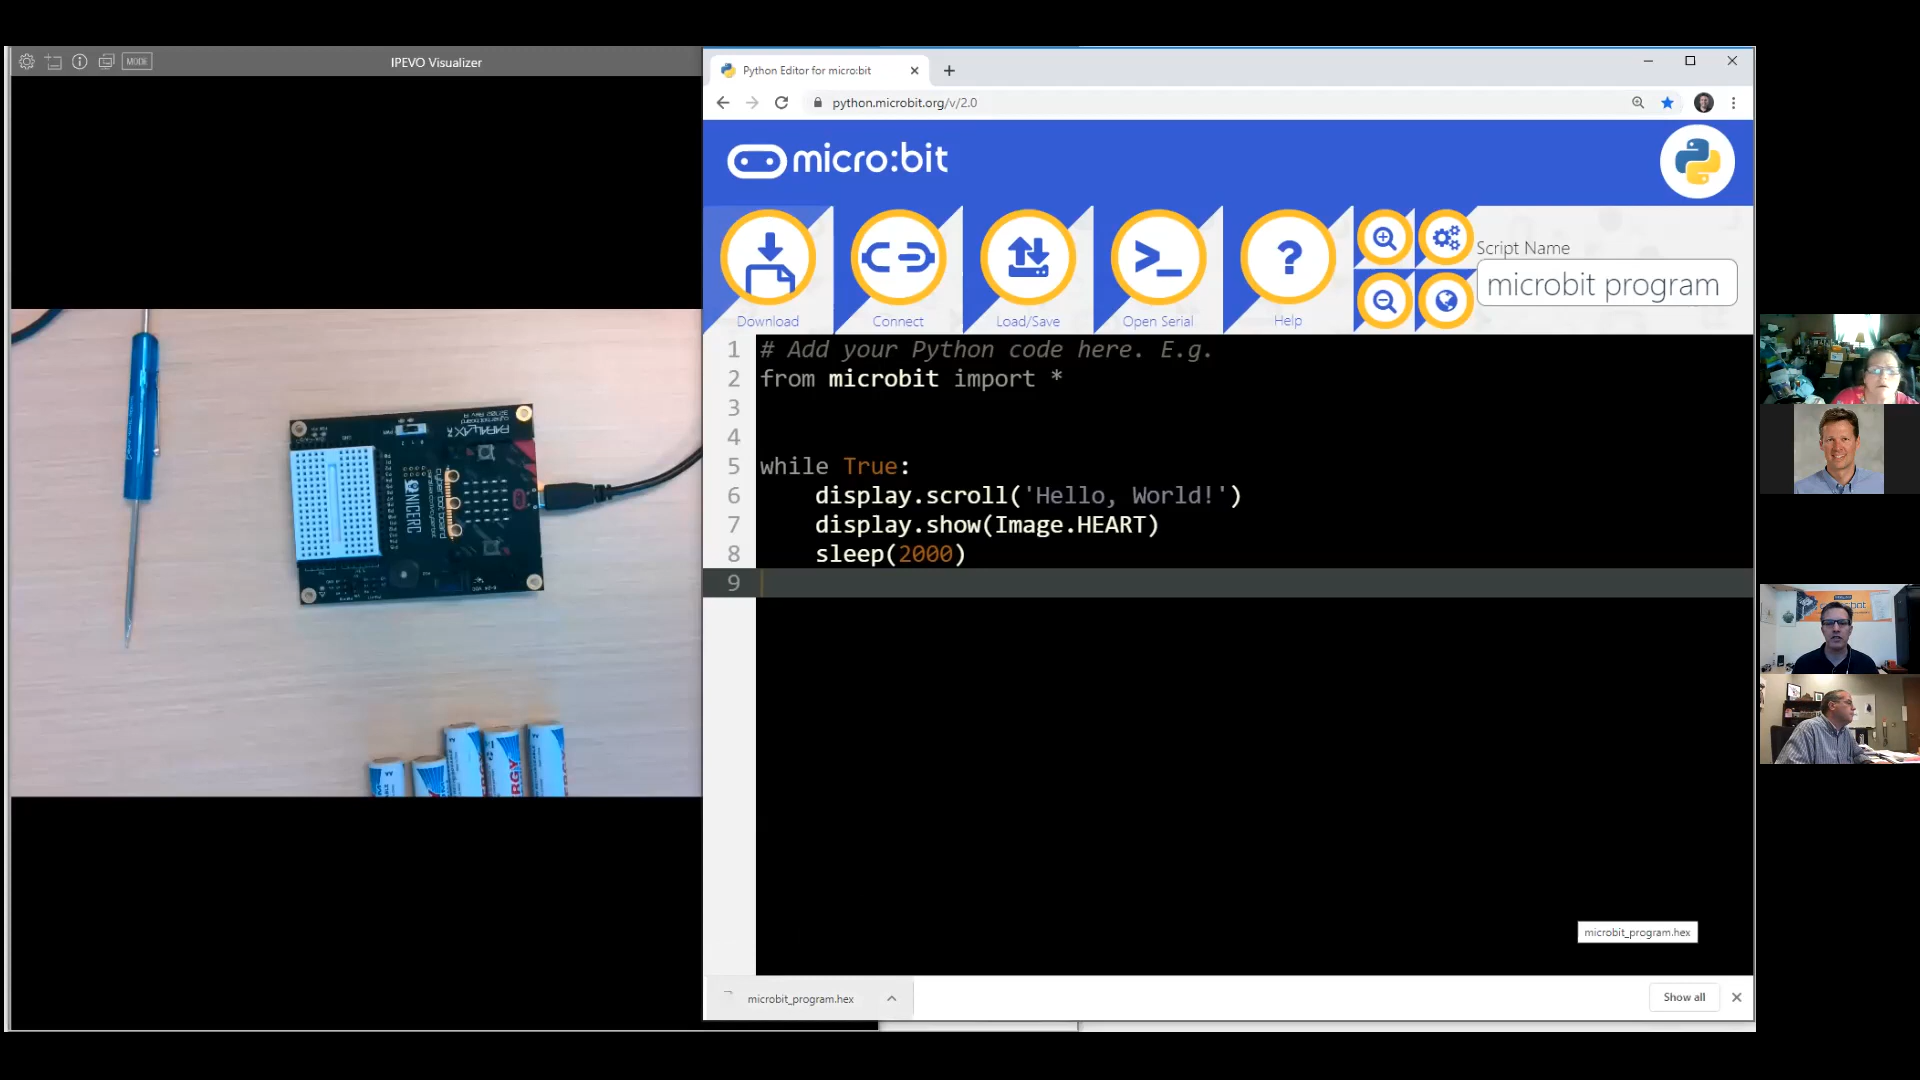 MODE
IPEVO Visualizer
Python Editor for micro:bit
python.microbit.org/v/2.0
micro:bit
Download
Connect
Load/Save
Open Serial
Help
Script Name
microbit program
1 # Add your Python code here. E.g.
2 from microbit import *
3
4
5 while True:
6 display.scroll('Hello, World!')
7 display.show(Image.HEART)
8 sleep(2000)
9
PARALLAX
NICERC
microbit_program.hex
microbit_program.hex
Show all